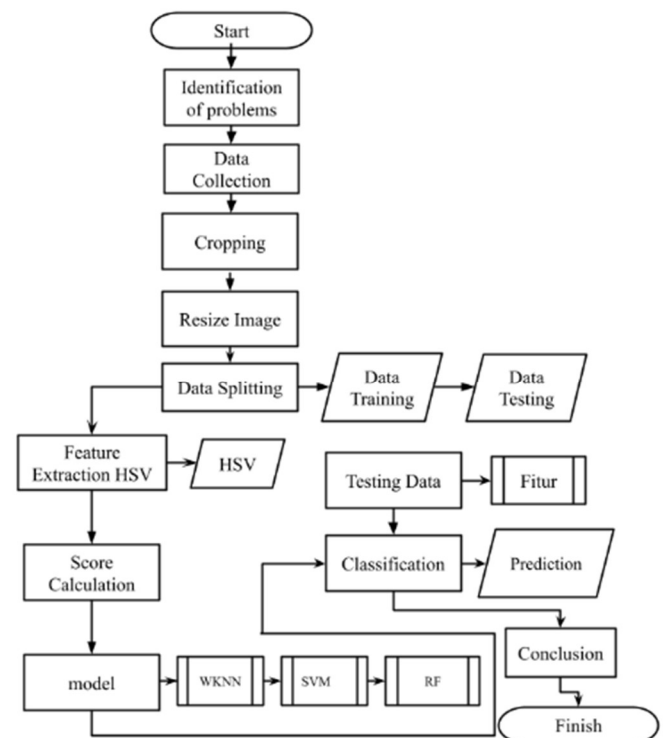 Start
Identification
of problems
Data
Collection
Cropping
Resize Image
Data Splitting
Data
Training
Data
Testing
Feature
Extraction HSV
HSV
Score
Calculation
model
WKNN
SVM
RF
Testing Data
Fitur
Classification
Prediction
Conclusion
Finish